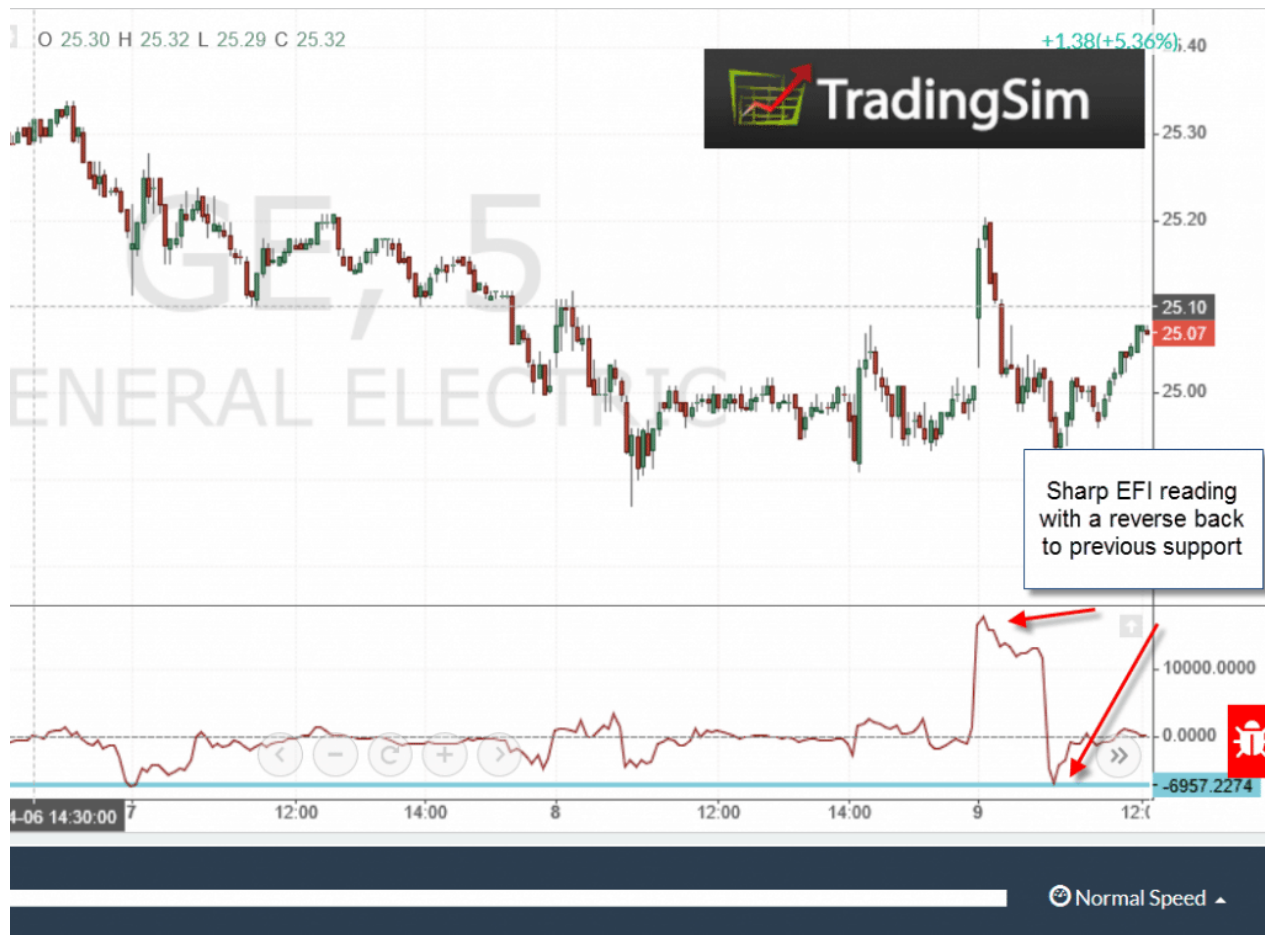 O 25.30 H 25.32 L 25.29 C 25.32
+1.38(+5.36%)
.40
TradingSim
25.30
25.20
GE, 5
25.10
25.07
25.00
ENERAL ELECTRIC
Sharp EFI reading
with a reverse back
to previous support
10000.0000
0.0000
-6957.2274
4-06 14:30:00
7
12:00
14:00
8
12:00
14:00
9
12:(
Normal Speed